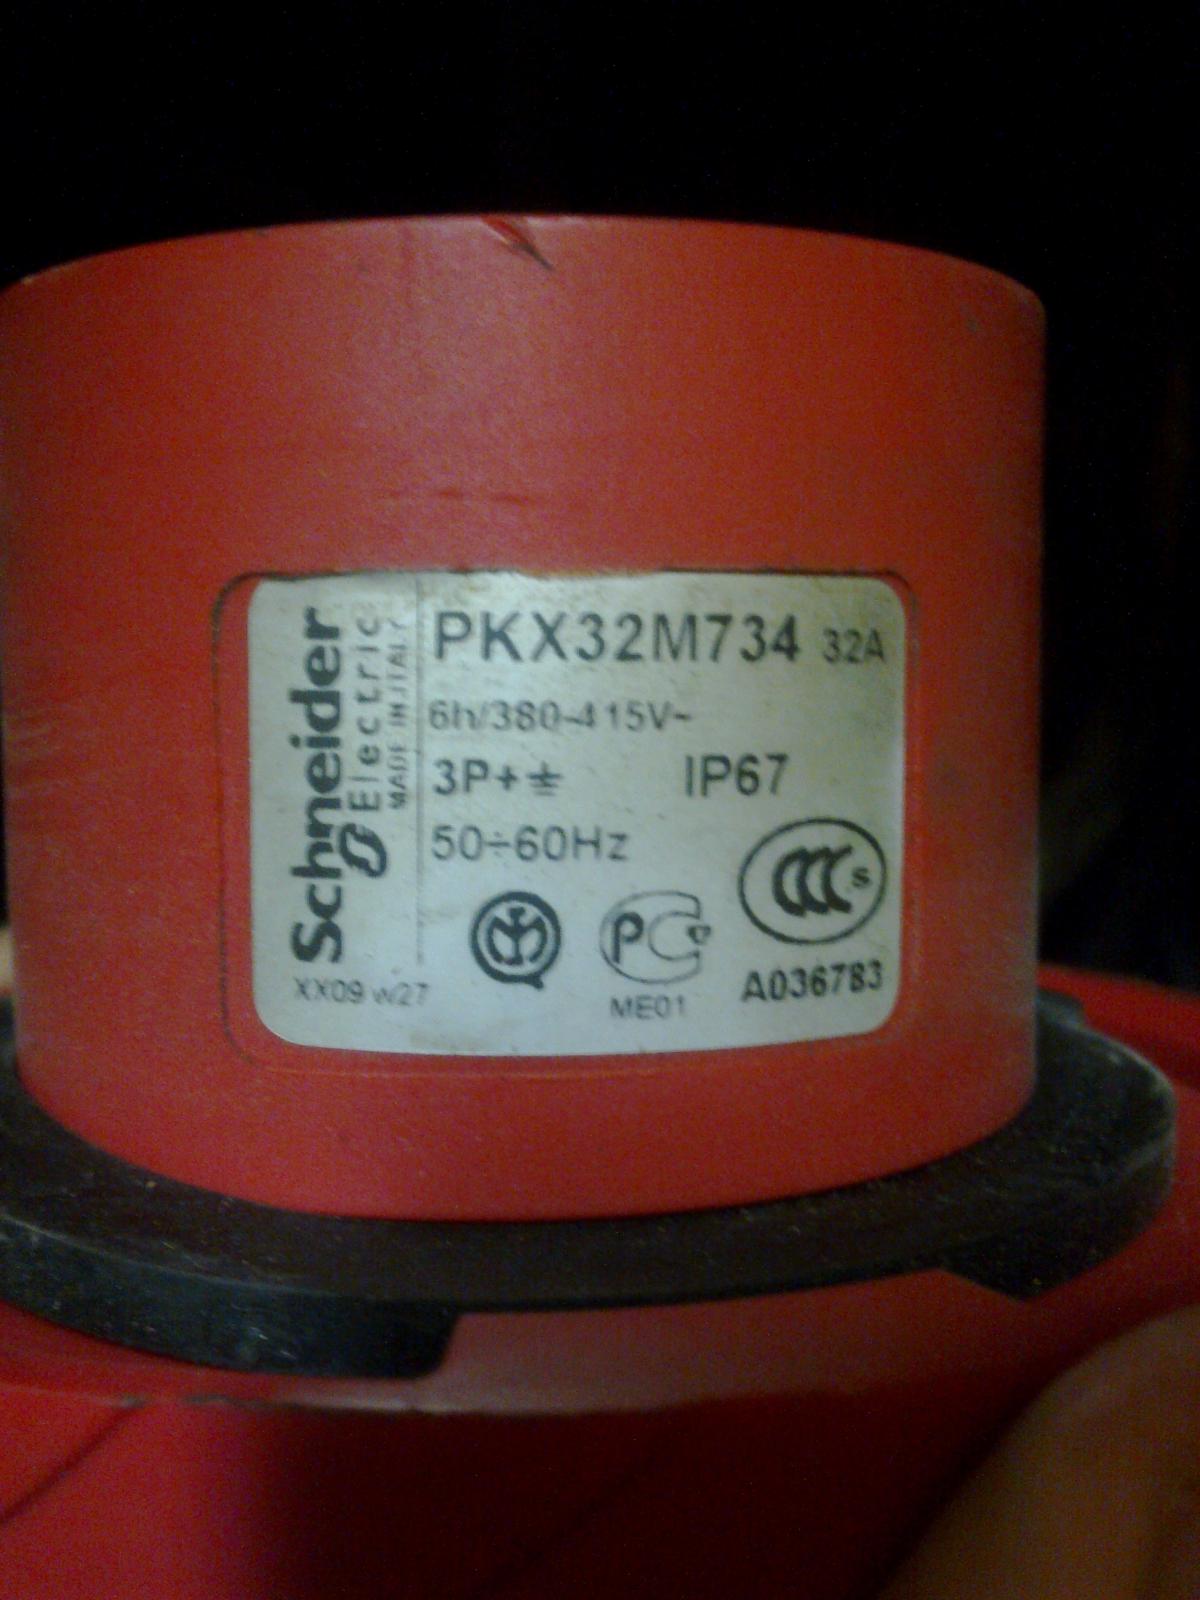 Schneider
Electric
MADE IN ITALY
PKX32M734 32A
6h/380-415V~
3P+⏚ IP67
50÷60Hz
CCC S
PC
XX09 w27
ME01
A036783